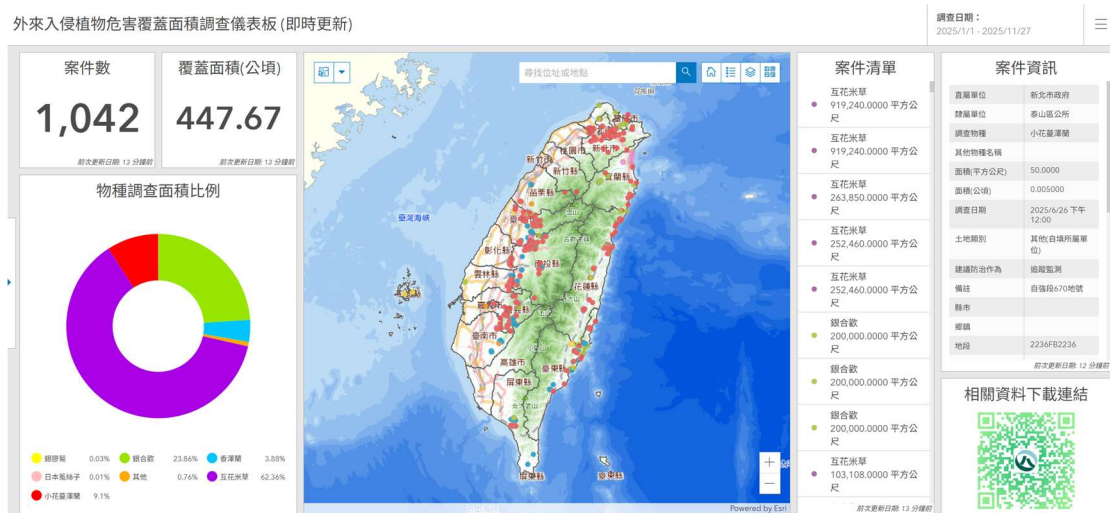 外來入侵植物危害覆蓋面積調查儀表板 (即時更新)
調查日期：
2025/1/1 - 2025/11/27
案件數
1,042
前次更新日期: 13 分鐘前
覆蓋面積(公頃)
447.67
前次更新日期: 13 分鐘前
物種調查面積比例
銀膠菊 0.03%
銀合歡 23.86%
香澤蘭 3.88%
日本菟絲子 0.01%
其他 0.76%
互花米草 62.36%
小花蔓澤蘭 9.1%
尋找位址或地點
臺灣海峽
桃園市
新北市
新竹縣
宜蘭縣
苗栗縣
彰化縣
南投縣
雲林縣
花蓮縣
臺南市
高雄市
臺東縣
屏東縣
屏東縣
臺東縣
Powered by Esri
案件清單
互花米草
919,240.0000 平方公
尺
互花米草
919,240.0000 平方公
尺
互花米草
263,850.0000 平方公
尺
互花米草
252,460.0000 平方公
尺
互花米草
252,460.0000 平方公
尺
銀合歡
200,000.0000 平方公
尺
銀合歡
200,000.0000 平方公
尺
銀合歡
200,000.0000 平方公
尺
互花米草
103,108.0000 平方公
尺
前次更新日期: 13 分鐘前
案件資訊
直屬單位 新北市政府
隸屬單位 泰山區公所
調查物種 小花蔓澤蘭
其他物種名稱
面積(平方公尺) 50.0000
面積(公頃) 0.005000
調查日期 2025/6/26 下午
12:00
土地類別 其他(自填所屬單
位)
建議防治作為 追蹤監測
備註 自強段670地號
縣市
鄉鎮
地段 2236FB2236
前次更新日期: 12 分鐘前
相關資料下載連結